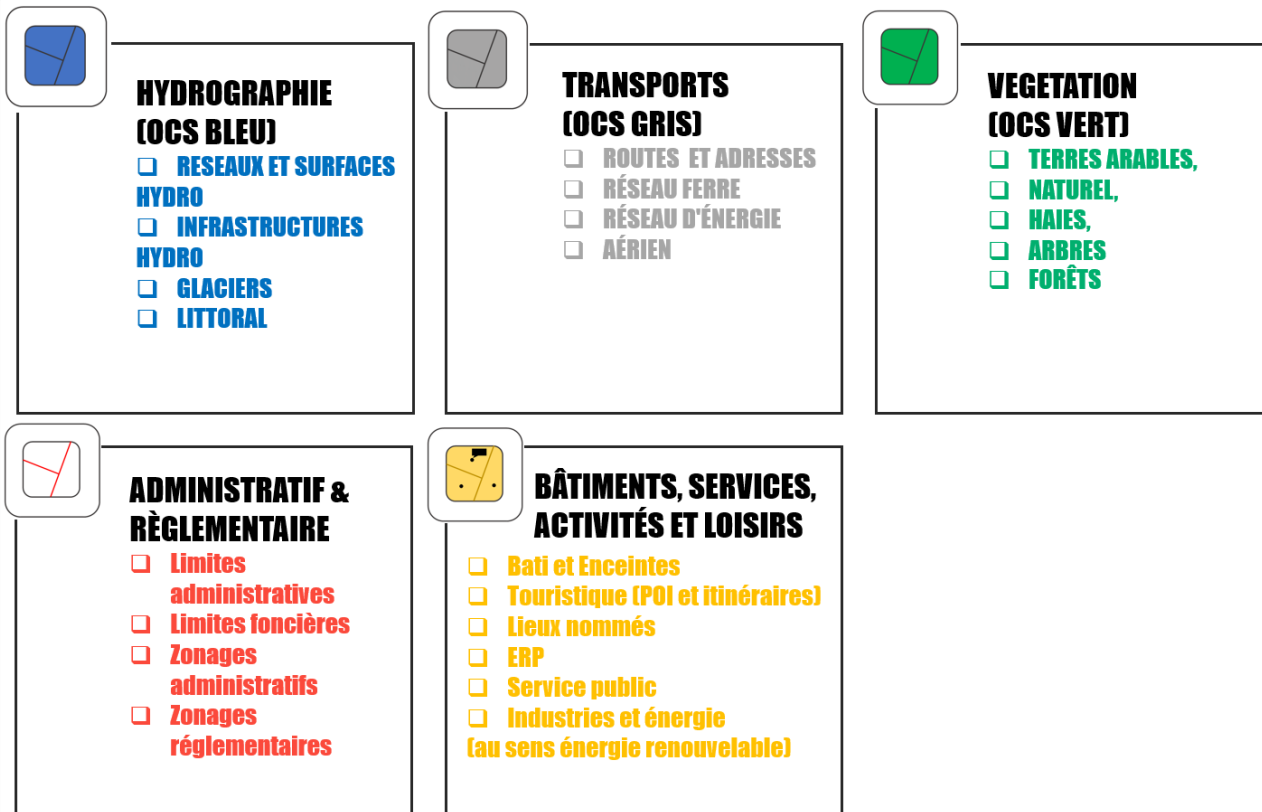 HYDROGRAPHIE
(OCS BLEU)
❑ RESEAUX ET SURFACES
HYDRO
❑ INFRASTRUCTURES
HYDRO
❑ GLACIERS
❑ LITTORAL
TRANSPORTS
(OCS GRIS)
❑ ROUTES ET ADRESSES
❑ RÉSEAU FERRE
❑ RÉSEAU D'ÉNERGIE
❑ AÉRIEN
VEGETATION
(OCS VERT)
❑ TERRES ARABLES,
❑ NATUREL,
❑ HAIES,
❑ ARBRES
❑ FORÊTS
ADMINISTRATIF &
RÈGLEMENTAIRE
❑ Limites
administratives
❑ Limites foncières
❑ Zonages
administratifs
❑ Zonages
réglementaires
BÂTIMENTS, SERVICES,
ACTIVITÉS ET LOISIRS
❑ Bati et Enceintes
❑ Touristique (POI et itinéraires)
❑ Lieux nommés
❑ ERP
❑ Service public
❑ Industries et énergie
(au sens énergie renouvelable)